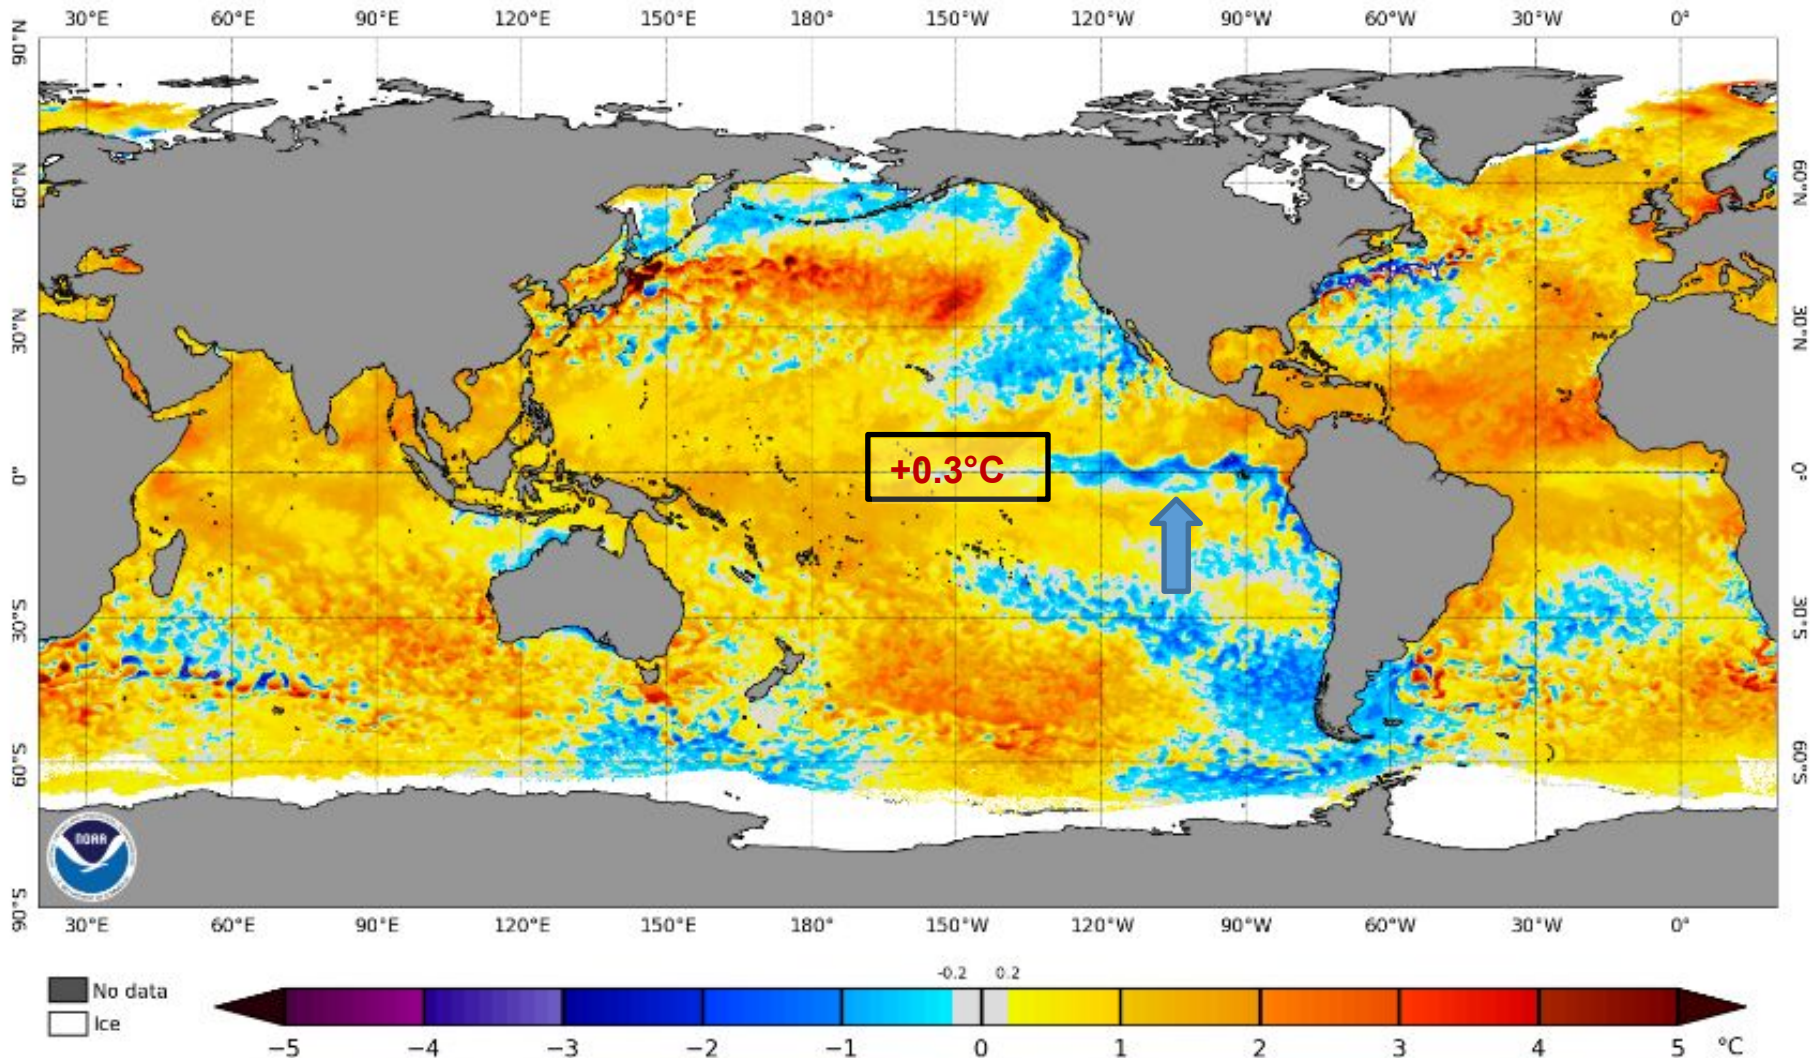 30°E 60°E 90°E 120°E 150°E 180° 150°W 120°W 90°W 60°W 30°W 0°
90°N
60°N 60°N
30°N 30°N
+0.3°C
0° 0°
30°S 30°S
60°S 60°S
NOAA
90°S
30°E 60°E 90°E 120°E 150°E 180° 150°W 120°W 90°W 60°W 30°W 0°
-0.2 0.2
No data
Ice
−5 −4 −3 −2 −1 0 1 2 3 4 5 °C